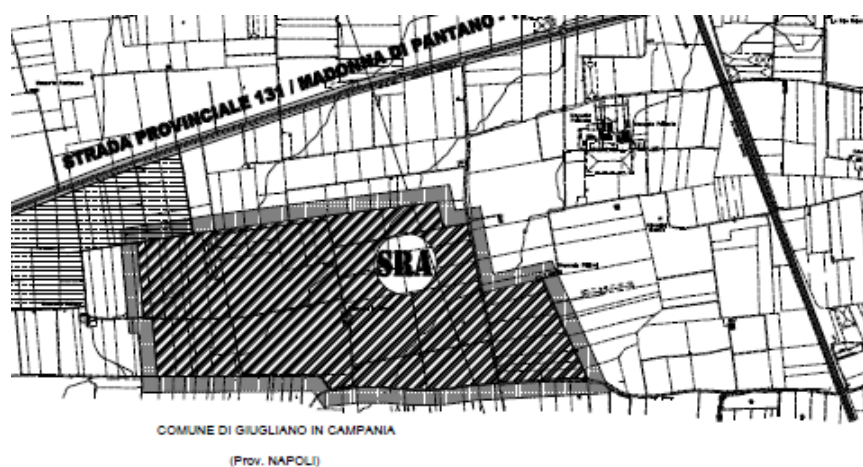 STRADA PROVINCIALE 131 / MADONNA DI PANTANO -
SRA
COMUNE DI GIUGLIANO IN CAMPANIA
(Prov. NAPOLI)